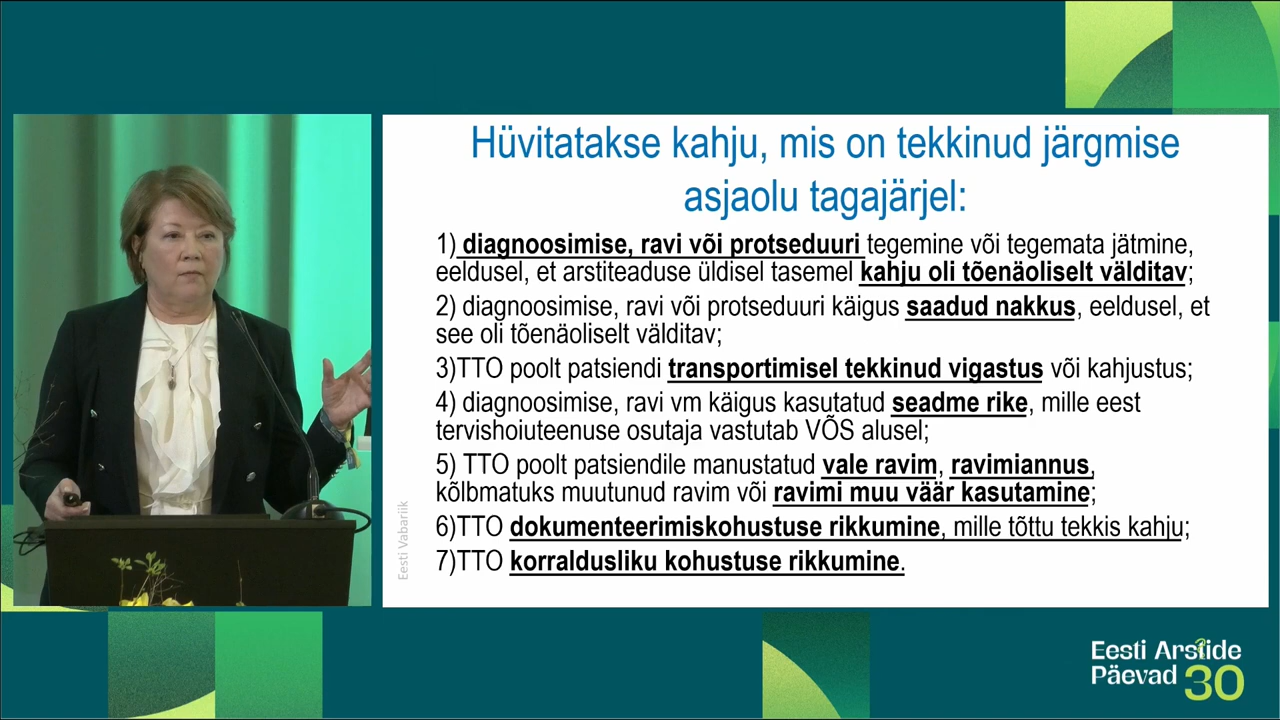 Hüvitatakse kahju, mis on tekkinud järgmise
asjaolu tagajärjel:
1) diagnoosimise, ravi või protseduuri tegemine või tegemata jätmine,
eeldusel, et arstiteaduse üldisel tasemel kahju oli tõenäoliselt välditav;
2) diagnoosimise, ravi või protseduuri käigus saadud nakkus, eeldusel, et
see oli tõenäoliselt välditav;
3)TTO poolt patsiendi transportimisel tekkinud vigastus või kahjustus;
4) diagnoosimise, ravi vm käigus kasutatud seadme rike, mille eest
tervishoiuteenuse osutaja vastutab VÕS alusel;
5) TTO poolt patsiendile manustatud vale ravim, ravimiannus,
kõlbmatuks muutunud ravim või ravimi muu väär kasutamine;
6)TTO dokumenteerimiskohustuse rikkumine, mille tõttu tekkis kahju;
7)TTO korraldusliku kohustuse rikkumine.
Eesti Vabariik
Eesti Arstide
Päevad 30